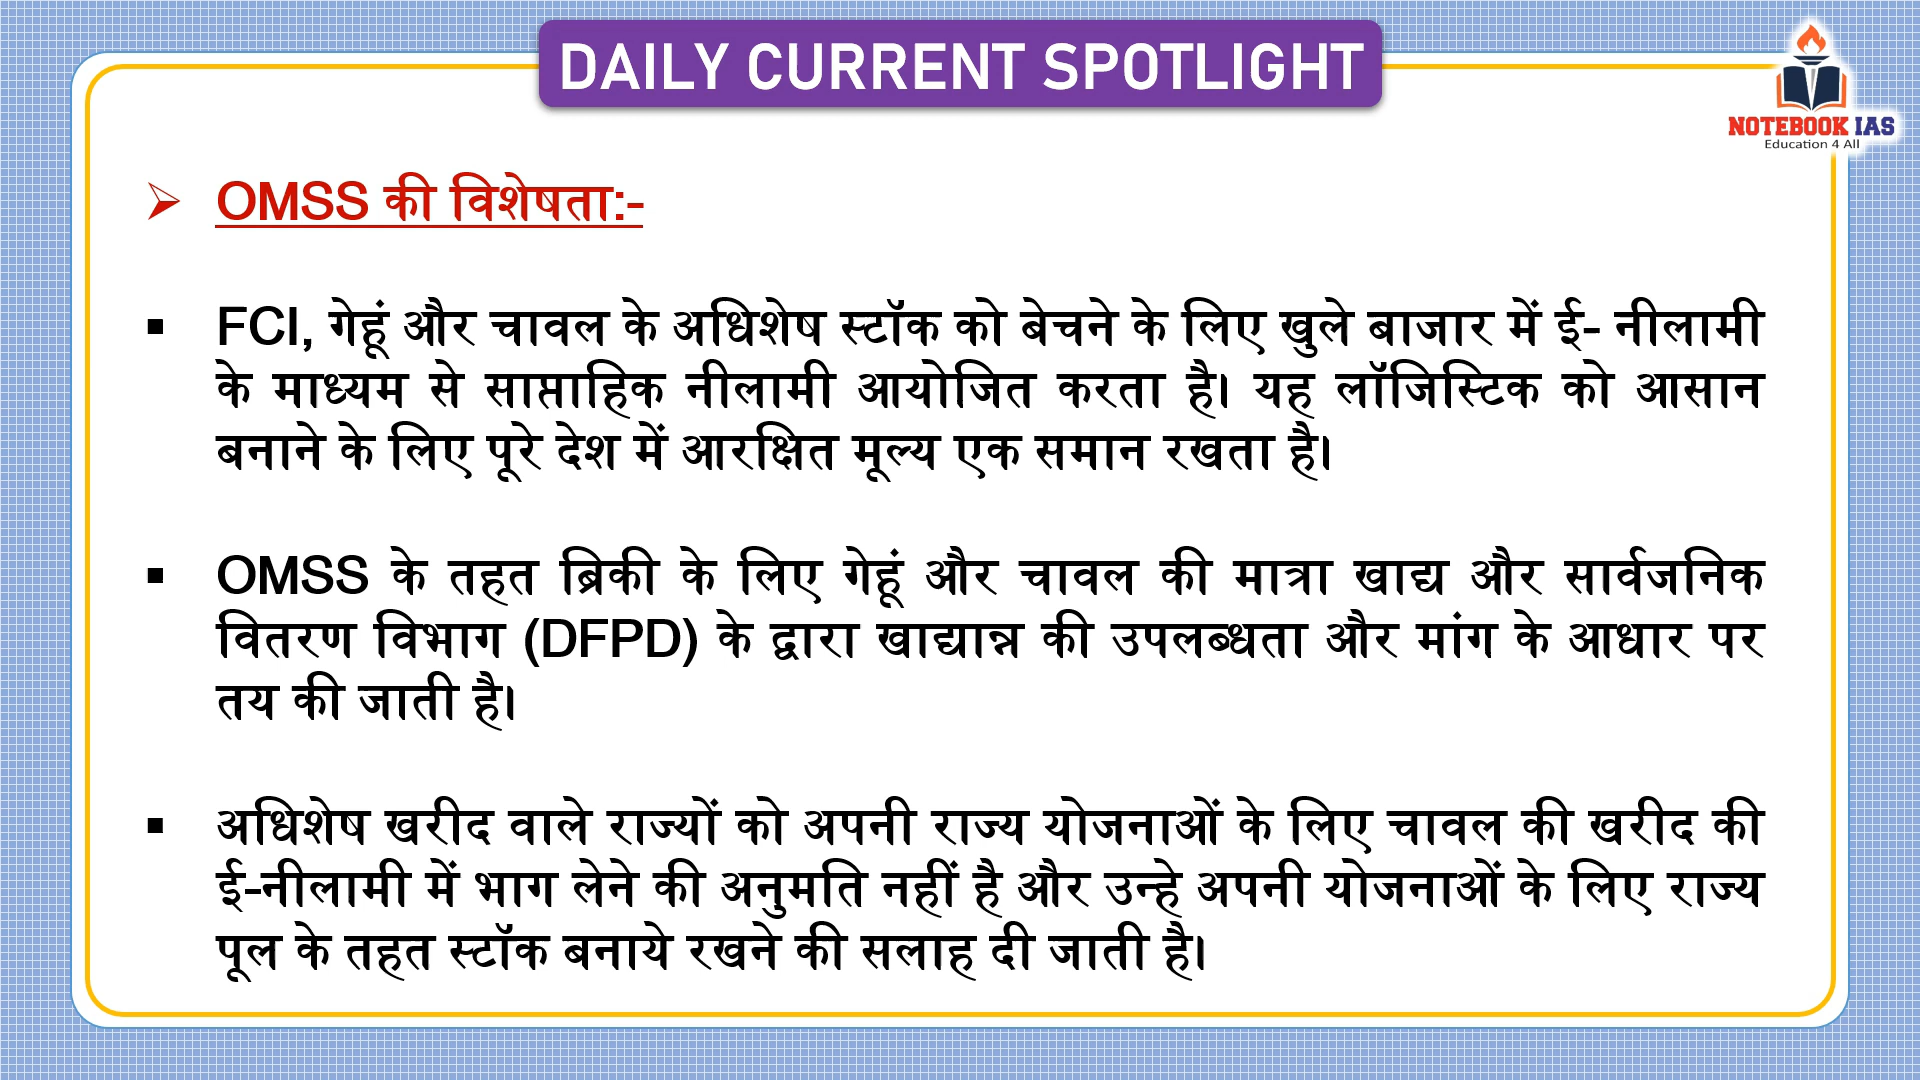 DAILY CURRENT SPOTLIGHT
NOTEBOOK IAS
Education 4 All
OMSS की विशेषता:-
FCI, गेहूं और चावल के अधिशेष स्टॉक को बेचने के लिए खुले बाजार में ई- नीलामी
के माध्यम से साप्ताहिक नीलामी आयोजित करता है। यह लॉजिस्टिक को आसान
बनाने के लिए पूरे देश में आरक्षित मूल्य एक समान रखता है।
OMSS के तहत ब्रिकी के लिए गेहूं और चावल की मात्रा खाद्य और सार्वजनिक
वितरण विभाग (DFPD) के द्वारा खाद्यान्न की उपलब्धता और मांग के आधार पर
तय की जाती है।
अधिशेष खरीद वाले राज्यों को अपनी राज्य योजनाओं के लिए चावल की खरीद की
ई-नीलामी में भाग लेने की अनुमति नहीं है और उन्हे अपनी योजनाओं के लिए राज्य
पूल के तहत स्टॉक बनाये रखने की सलाह दी जाती है।